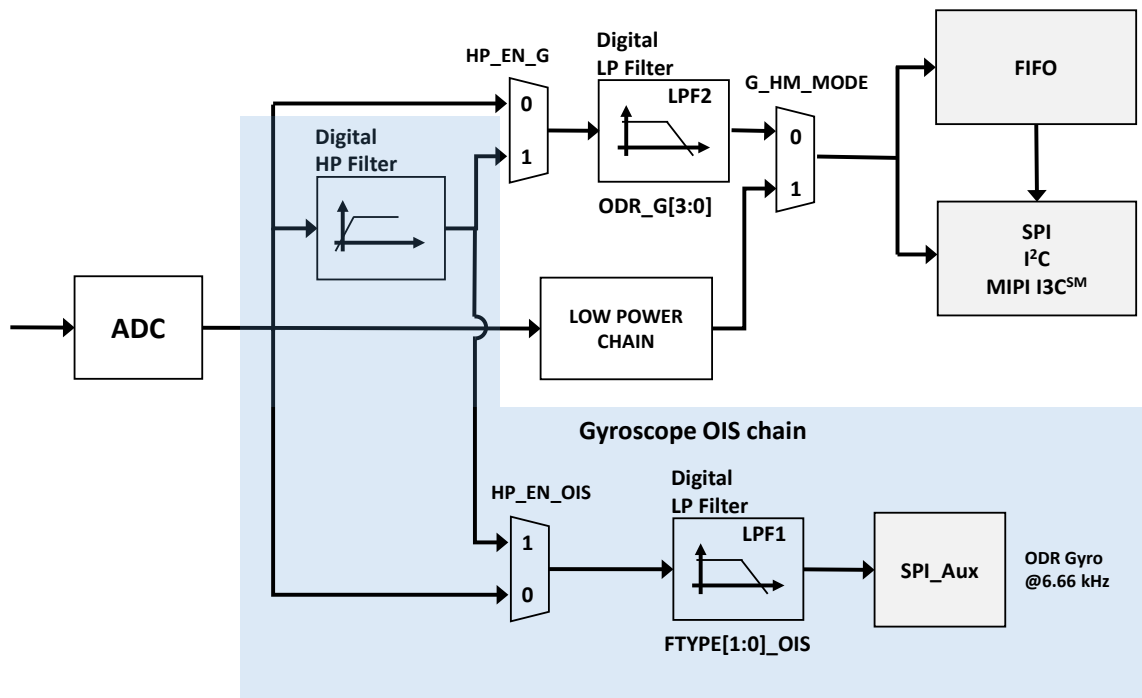 HP_EN_G
0
1
Digital
LP Filter
LPF2
ODR_G[3:0]
G_HM_MODE
0
1
FIFO
SPI
I²C
MIPI I3Cˢᴹ
Digital
HP Filter
ADC
LOW POWER
CHAIN
Gyroscope OIS chain
HP_EN_OIS
1
0
Digital
LP Filter
LPF1
FTYPE[1:0]_OIS
SPI_Aux
ODR Gyro
@6.66 kHz